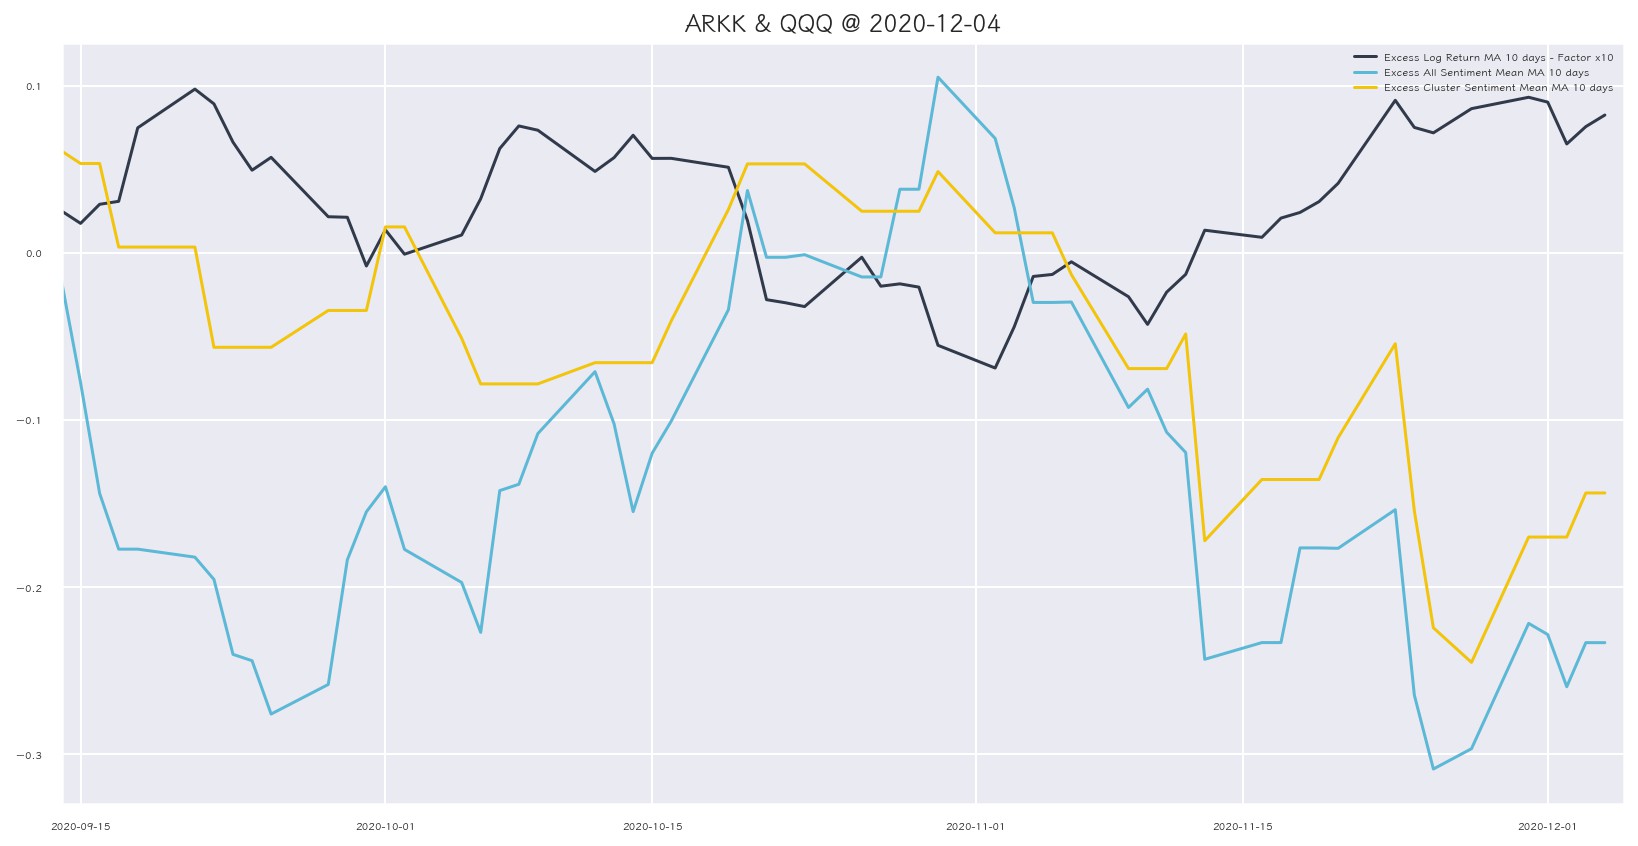 ARKK & QQQ @ 2020-12-04
Excess Log Return MA 10 days - Factor x10
Excess All Sentiment Mean MA 10 days
Excess Cluster Sentiment Mean MA 10 days
0.1
0.0
−0.1
−0.2
−0.3
2020-09-15 2020-10-01 2020-10-15 2020-11-01 2020-11-15 2020-12-01